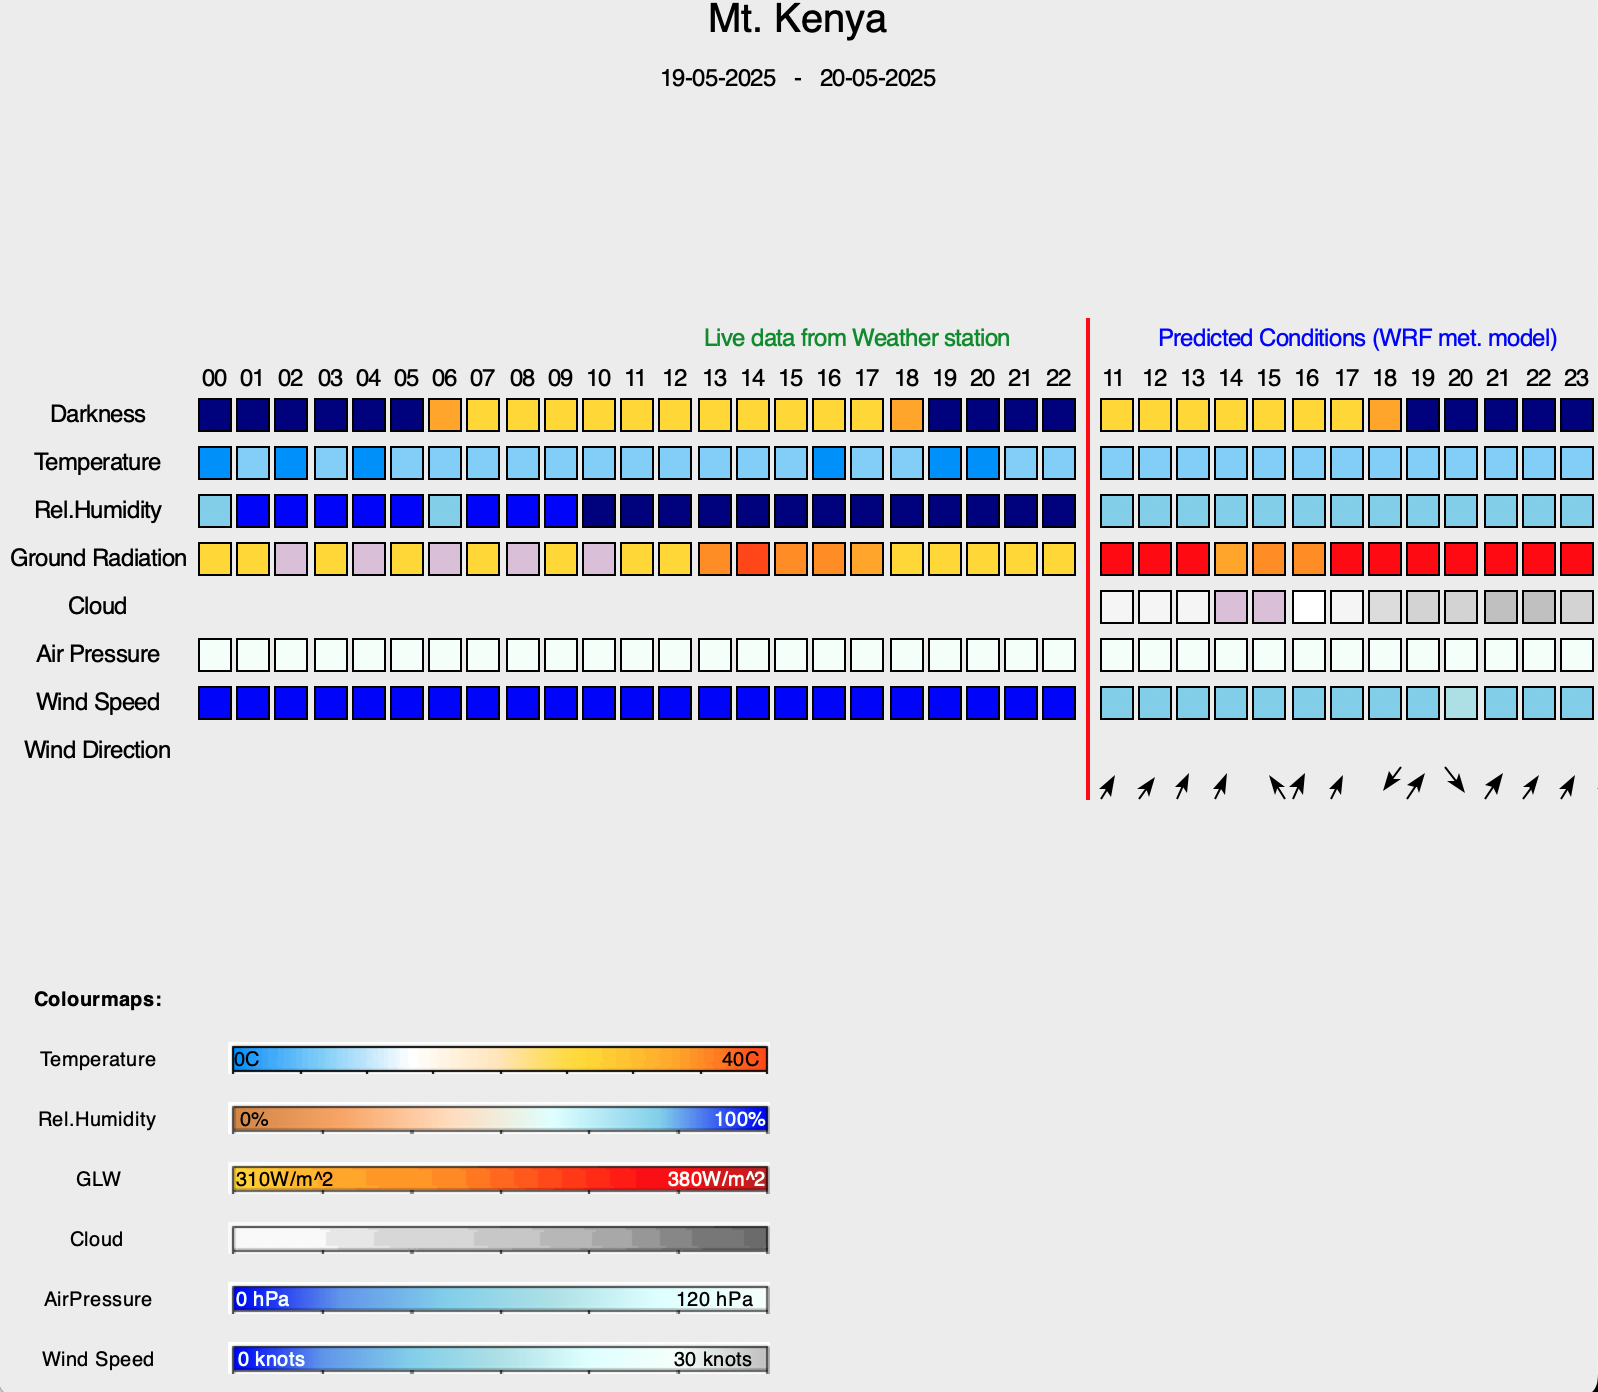 Mt. Kenya
19-05-2025 - 20-05-2025
Live data from Weather station Predicted Conditions (WRF met. model)
00 01 02 03 04 05 06 07 08 09 10 11 12 13 14 15 16 17 18 19 20 21 22 11 12 13 14 15 16 17 18 19 20 21 22 23
Darkness
Temperature
Rel.Humidity
Ground Radiation
Cloud
Air Pressure
Wind Speed
Wind Direction
Colourmaps:
Temperature 0C 40C
Rel.Humidity 0% 100%
GLW 310W/m^2 380W/m^2
Cloud
AirPressure 0 hPa 120 hPa
Wind Speed 0 knots 30 knots